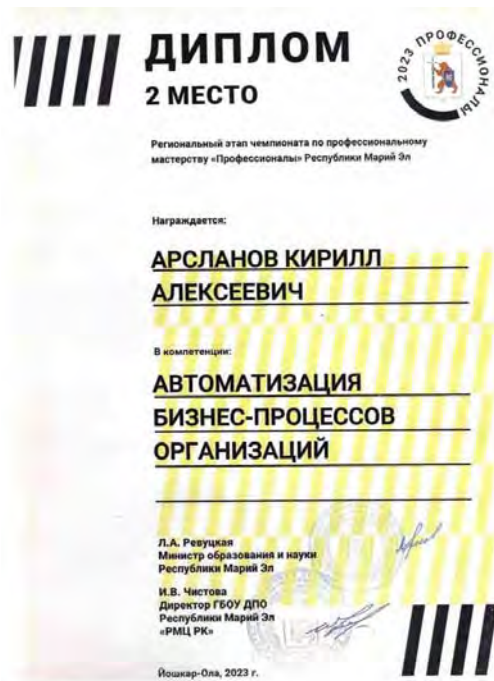 ДИПЛОМ
2 МЕСТО
2023 ПРОФЕССИОНАЛЫ
Региональный этап чемпионата по профессиональному
мастерству «Профессионалы» Республики Марий Эл
Награждается:
АРСЛАНОВ КИРИЛЛ
АЛЕКСЕЕВИЧ
В компетенции:
АВТОМАТИЗАЦИЯ
БИЗНЕС-ПРОЦЕССОВ
ОРГАНИЗАЦИЙ
Л.А. Ревуцкая
Министр образования и науки
Республики Марий Эл
И.В. Чистова
Директор ГБОУ ДПО
Республики Марий Эл
«РМЦ РК»
Йошкар-Ола, 2023 г.